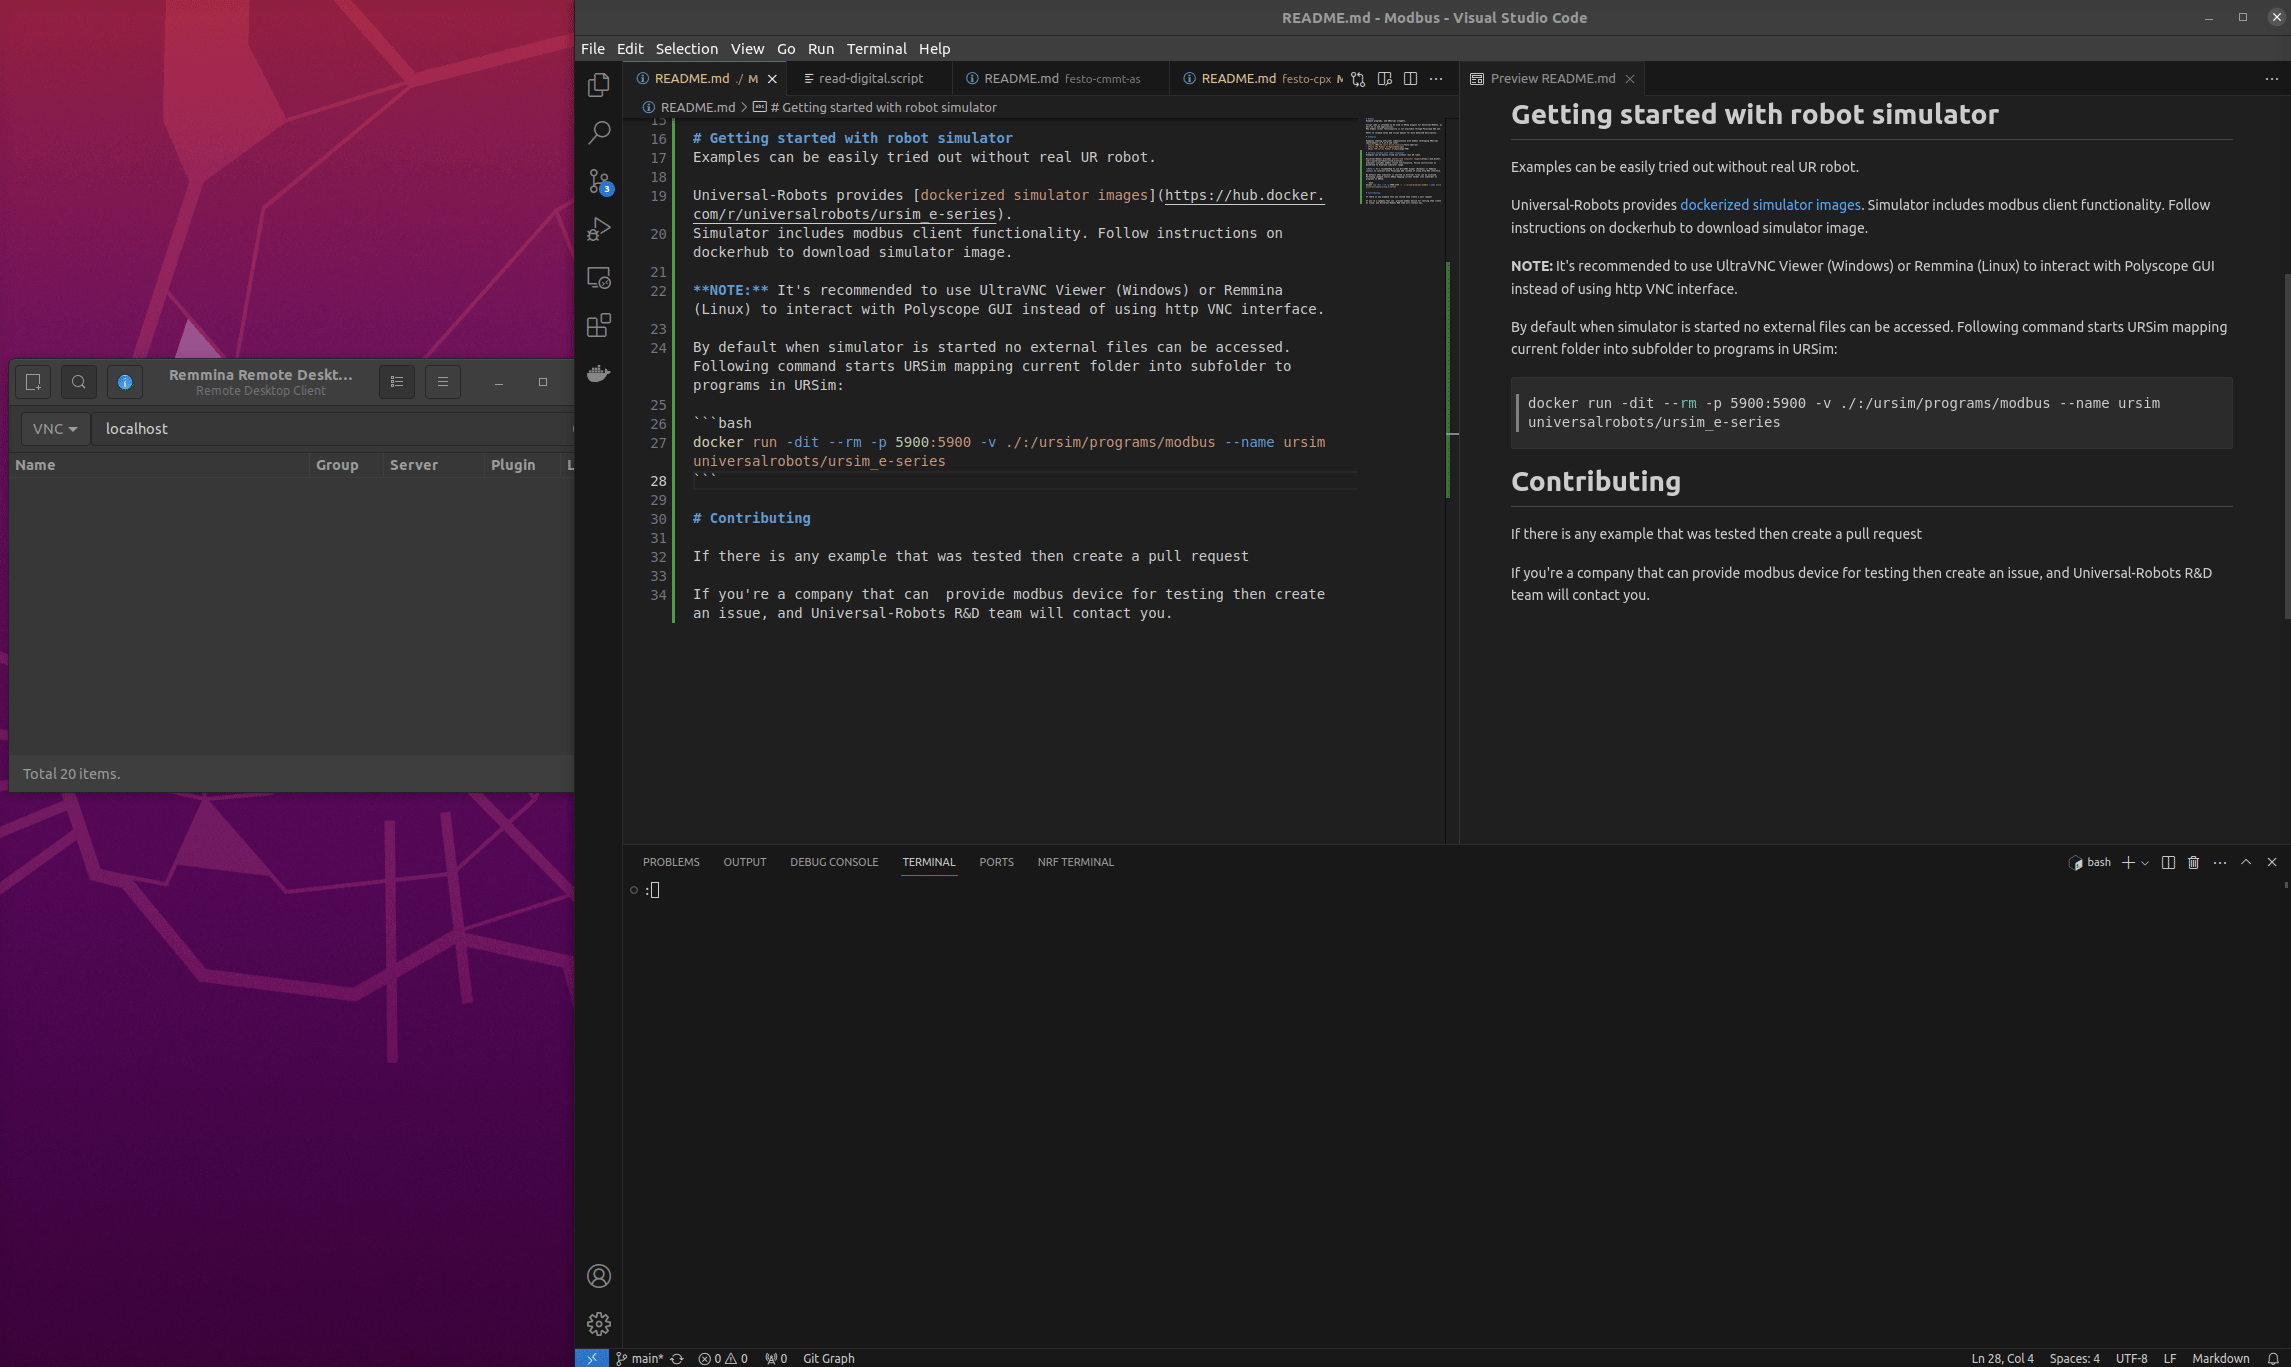 README.md - Modbus - Visual Studio Code
File Edit Selection View Go Run Terminal Help
README.md ./ M
read-digital.script
README.md festo-cmmt-as
README.md festo-cpx M
Preview README.md
README.md > # Getting started with robot simulator
15
16 # Getting started with robot simulator
17 Examples can be easily tried out without real UR robot.
18
19 Universal-Robots provides [dockerized simulator images](https://hub.docker.
com/r/universalrobots/ursim_e-series).
20 Simulator includes modbus client functionality. Follow instructions on
dockerhub to download simulator image.
21
22 **NOTE:** It's recommended to use UltraVNC Viewer (Windows) or Remmina
(Linux) to interact with Polyscope GUI instead of using http VNC interface.
23
24 By default when simulator is started no external files can be accessed.
Following command starts URSim mapping current folder into subfolder to
programs in URSim:
25
26 ```bash
27 docker run -dit --rm -p 5900:5900 -v ./:/ursim/programs/modbus --name ursim
universalrobots/ursim_e-series
28 ```
29
30 # Contributing
31
32 If there is any example that was tested then create a pull request
33
34 If you're a company that can  provide modbus device for testing then create
an issue, and Universal-Robots R&D team will contact you.
Getting started with robot simulator
Examples can be easily tried out without real UR robot.
Universal-Robots provides dockerized simulator images. Simulator includes modbus client functionality. Follow
instructions on dockerhub to download simulator image.
NOTE: It's recommended to use UltraVNC Viewer (Windows) or Remmina (Linux) to interact with Polyscope GUI
instead of using http VNC interface.
By default when simulator is started no external files can be accessed. Following command starts URSim mapping
current folder into subfolder to programs in URSim:
docker run -dit --rm -p 5900:5900 -v ./:/ursim/programs/modbus --name ursim
universalrobots/ursim_e-series
Contributing
If there is any example that was tested then create a pull request
If you're a company that can provide modbus device for testing then create an issue, and Universal-Robots R&D
team will contact you.
3
Remmina Remote Deskt...
Remote Desktop Client
VNC localhost
Name Group Server Plugin L
Total 20 items.
PROBLEMS OUTPUT DEBUG CONSOLE TERMINAL PORTS NRF TERMINAL
bash
:
main* 0 0 0 Git Graph
Ln 28, Col 4 Spaces: 4 UTF-8 LF Markdown